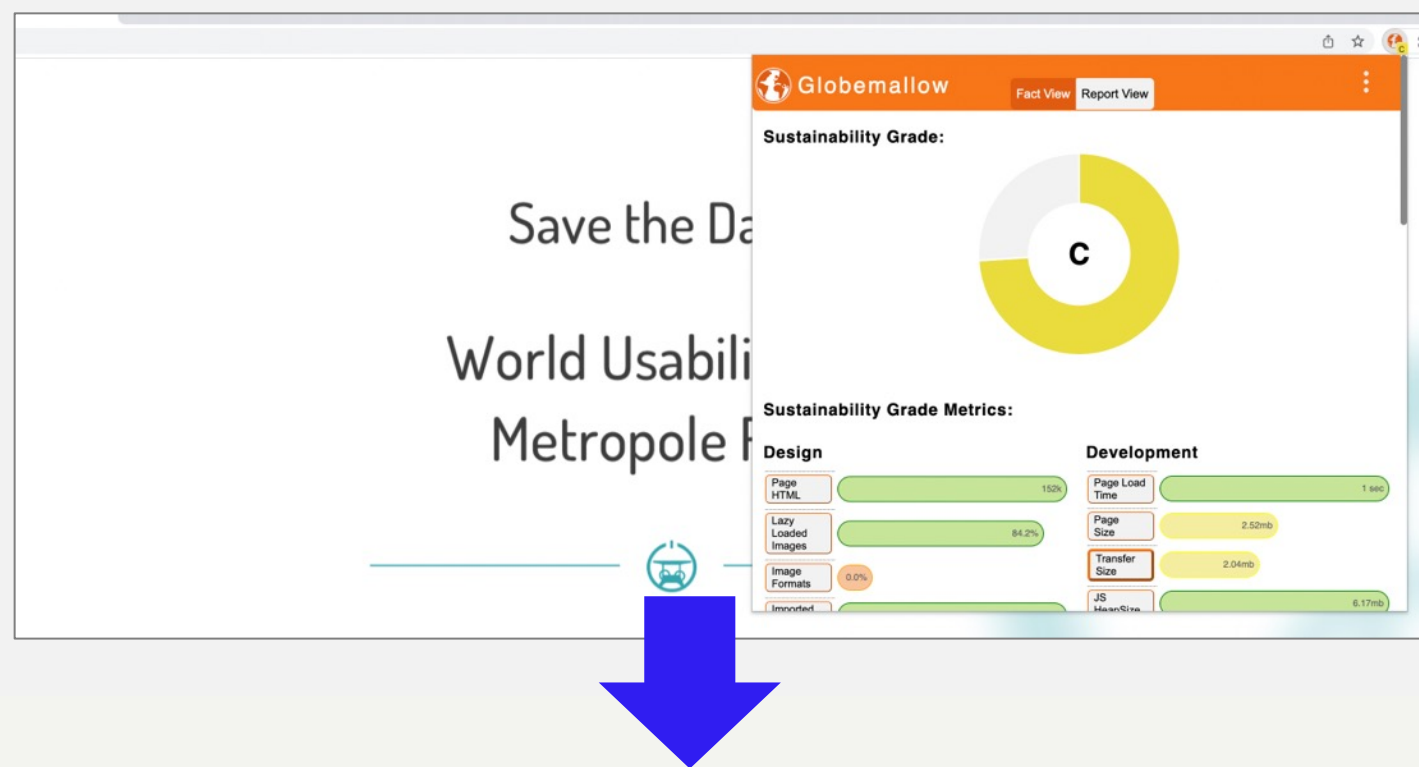 C
Globemallow
Fact View
Report View
Sustainability Grade:
C
Save the Da
World Usabili
Metropole
Sustainability Grade Metrics:
Design
Page
HTML
152k
Lazy
Loaded
Images
84.2%
Image
Formats
0.0%
Imported
Development
Page Load
Time
1 sec
Page
Size
2.52mb
Transfer
Size
2.04mb
JS
HeapSize
6.17mb